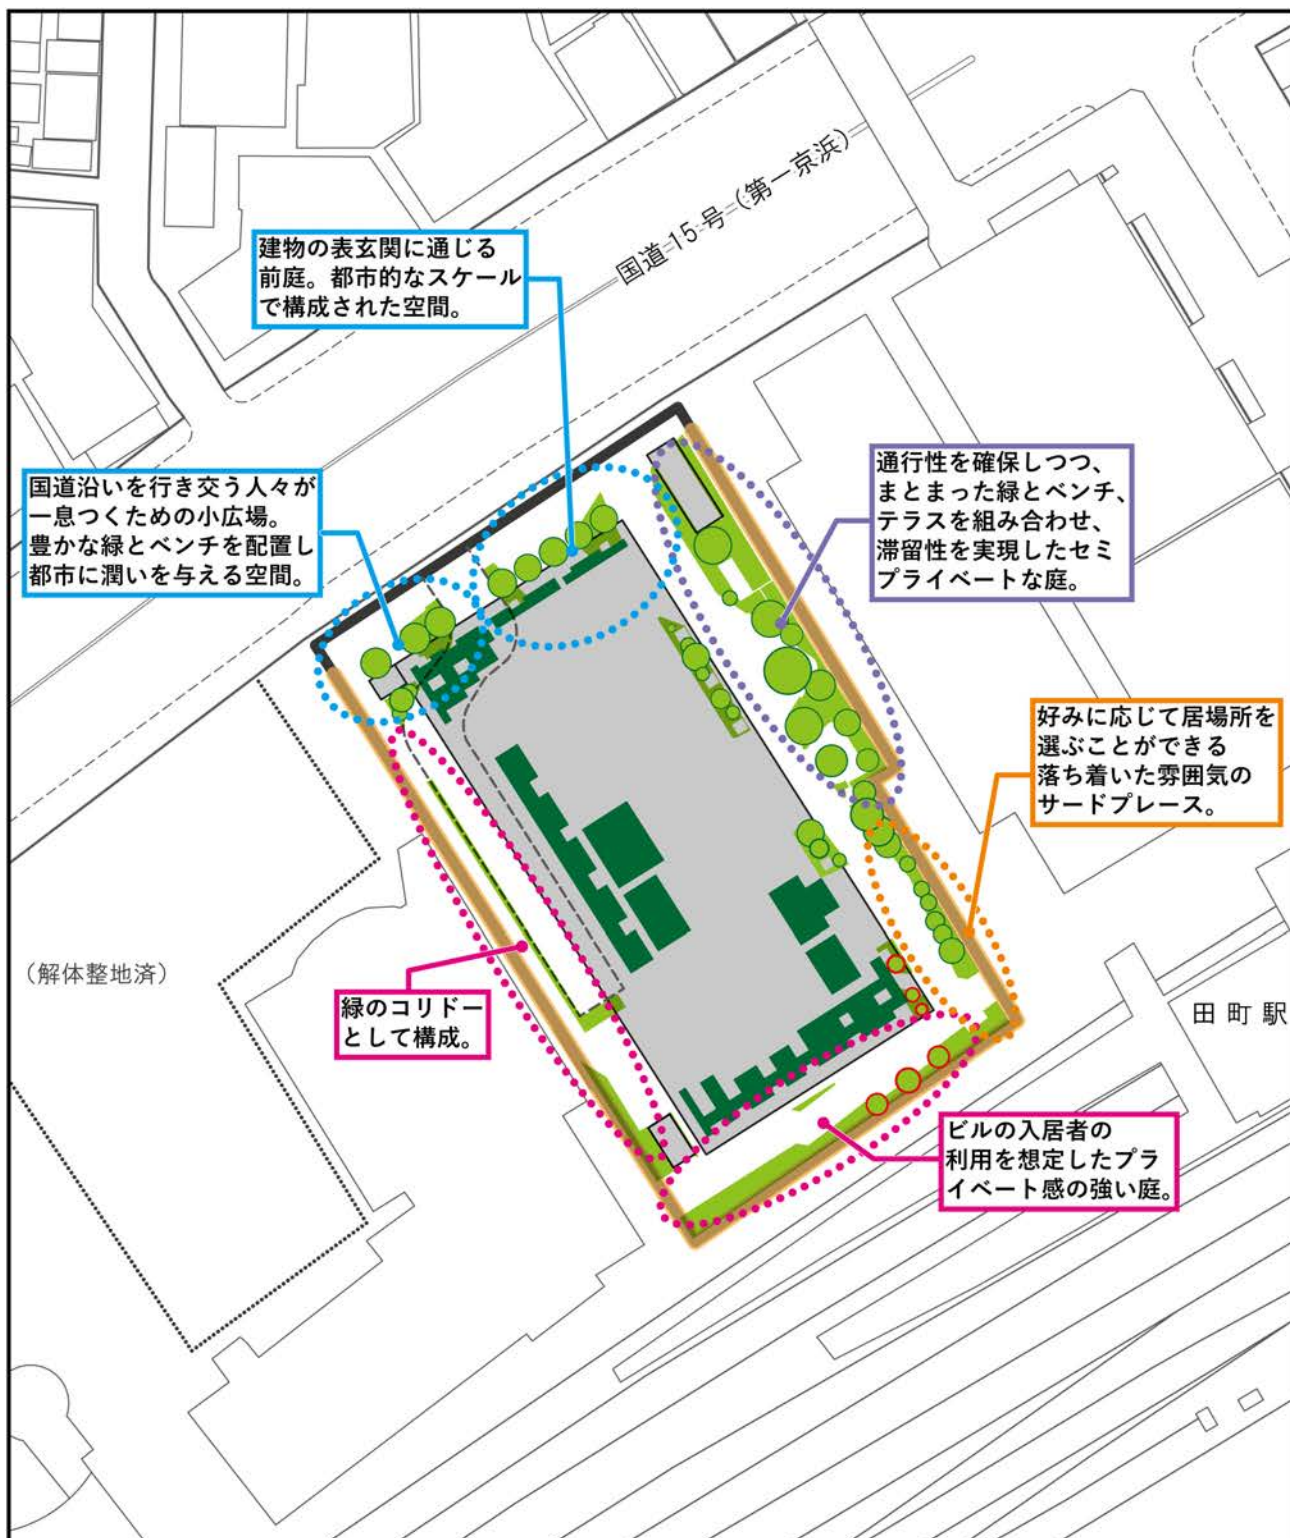 国道 15 号（第一京浜）
建物の表玄関に通じる
前庭。都市的なスケール
で構成された空間。
国道沿いを行き交う人々が
一息つくための小広場。
豊かな緑とベンチを配置し
都市に潤いを与える空間。
通行性を確保しつつ、
まとまった緑とベンチ、
テラスを組み合わせ、
滞留性を実現したセミ
プライベートな庭。
好みに応じて居場所を
選ぶことができる
落ち着いた雰囲気の
サードプレース。
（解体整地済）
緑のコリドー
として構成。
田町駅
ビルの入居者の
利用を想定したプラ
イベート感の強い庭。